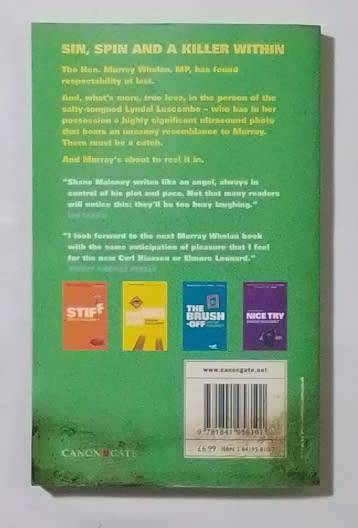 SIN, SPIN AND A KILLER WITHIN
The Hon. Murray Whelan, MP, has found
respectability at last.
And, what's more, true love, in the person of the
salty-tongued Lyndal Luscombe – who has in her
possession a highly significant ultrasound photo
that bears an uncanny resemblance to Murray.
There must be a catch.
And Murray's about to reel it in.
"Shane Maloney writes like an angel, always in
control of his plot and pace. Not that many readers
will notice this: they'll be too busy laughing."
"I look forward to the next Murray Whelan book
with the same anticipation of pleasure that I feel
for the new Carl Hiaasen or Elmore Leonard."
STIFF
THE
BRUSH
-OFF
NICE TRY
www.canongate.net
CANONGATE
£6.99